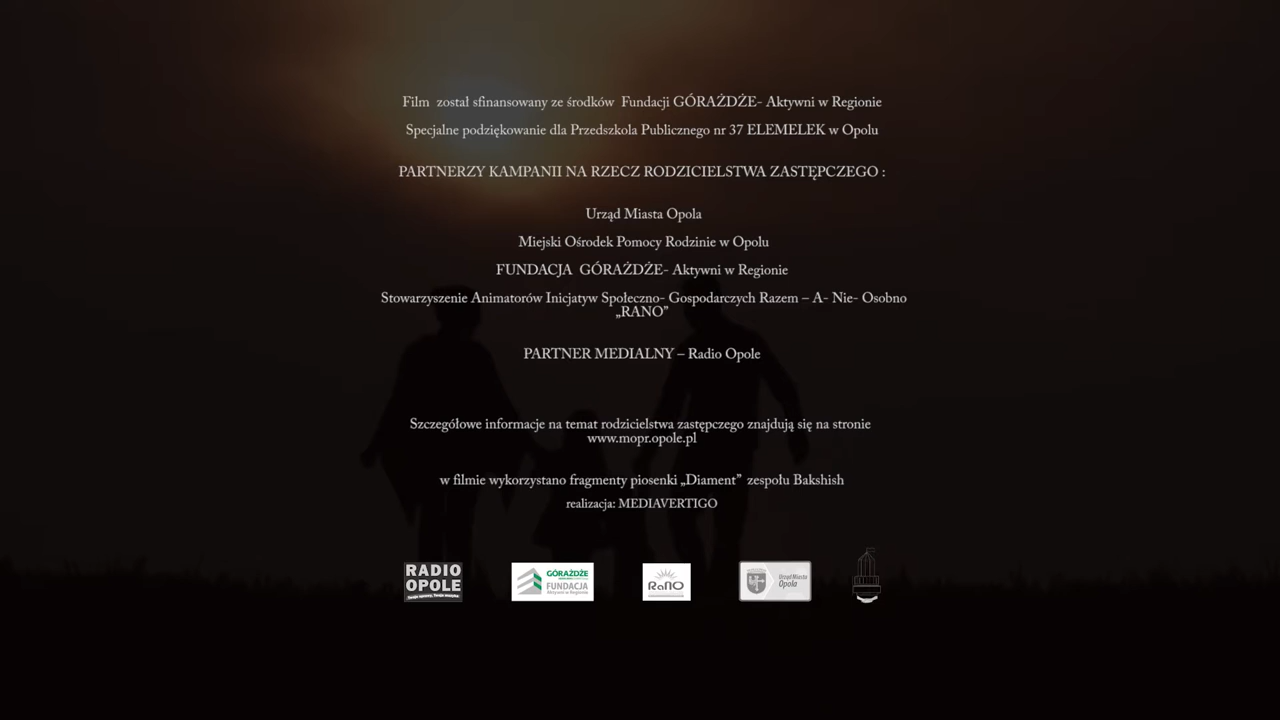 Film został sfinansowany ze środków Fundacji GÓRAŻDŻE- Aktywni w Regionie
Specjalne podziękowanie dla Przedszkola Publicznego nr 37 ELEMELEK w Opolu
PARTNERZY KAMPANII NA RZECZ RODZICIELSTWA ZASTĘPCZEGO :
Urząd Miasta Opola
Miejski Ośrodek Pomocy Rodzinie w Opolu
FUNDACJA GÓRAŻDŻE- Aktywni w Regionie
Stowarzyszenie Animatorów Inicjatyw Społeczno- Gospodarczych Razem – A- Nie- Osobno
„RANO”
PARTNER MEDIALNY – Radio Opole
Szczegółowe informacje na temat rodzicielstwa zastępczego znajdują się na stronie
www.mopr.opole.pl
w filmie wykorzystano fragmenty piosenki „Diament” zespołu Bakshish
realizacja: MEDIAVERTIGO
RADIO
OPOLE
Twoje sprawy, Twoja muzyka
GÓRAŻDŻE
FUNDACJA
Aktywni w Regionie
RaNO
Urząd Miasta
Opola